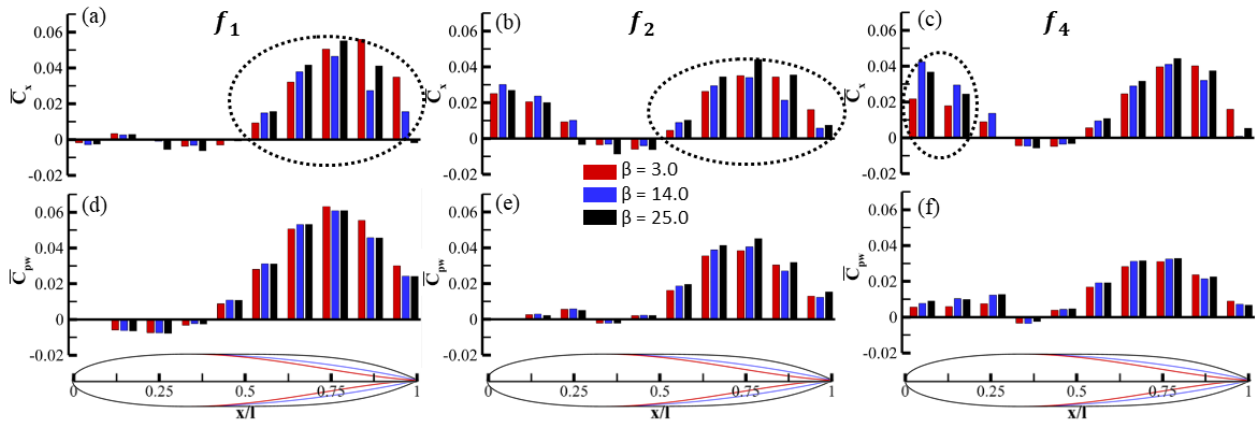 (a) f₁ (b) f₂ (c) f₄
0.06 0.06 0.06
0.04 0.04 0.04
C̅ₓ C̅ₓ C̅ₓ
0.02 0.02 0.02
0 0 0
-0.02 -0.02 -0.02
β = 3.0
β = 14.0
β = 25.0
(d) (e) (f)
0.06 0.06 0.06
0.04 0.04 0.04
C̅pw C̅pw C̅pw
0.02 0.02 0.02
0 0 0
-0.02 -0.02 -0.02
0 0.25 0.5 0.75 1 0 0.25 0.5 0.75 1 0 0.25 0.5 0.75 1
x/l x/l x/l